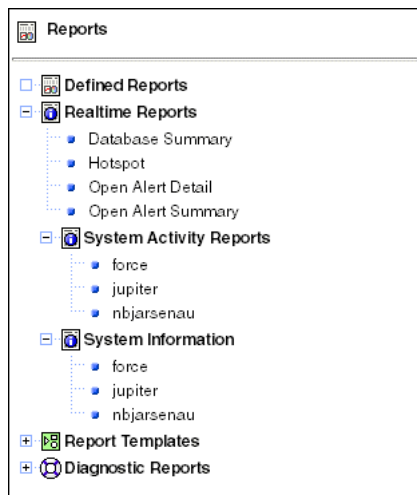 Reports
Defined Reports
Realtime Reports
Database Summary
Hotspot
Open Alert Detail
Open Alert Summary
System Activity Reports
force
jupiter
nbjarsenau
System Information
force
jupiter
nbjarsenau
Report Templates
Diagnostic Reports